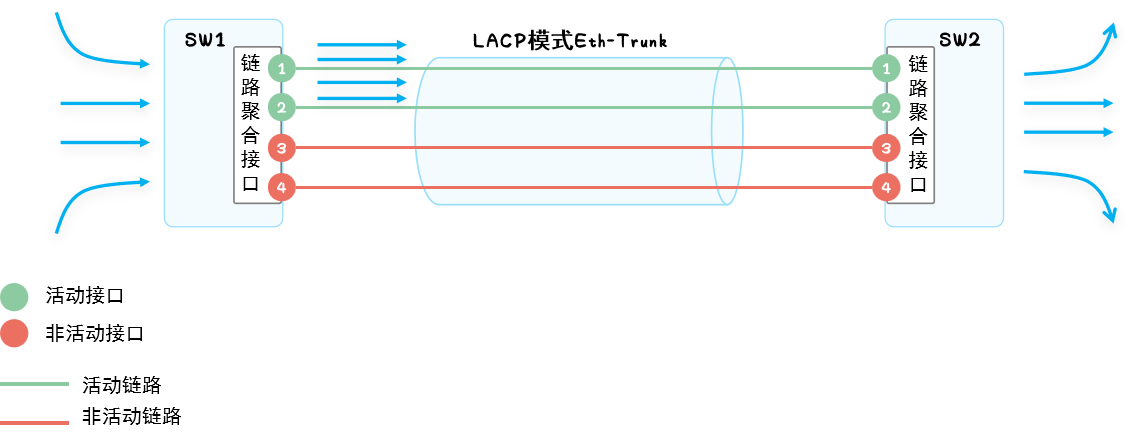 SW1
LACP模式Eth-Trunk
SW2
链路聚合接口
1
2
3
4
1
2
3
4
链路聚合接口
活动接口
非活动接口
活动链路
非活动链路